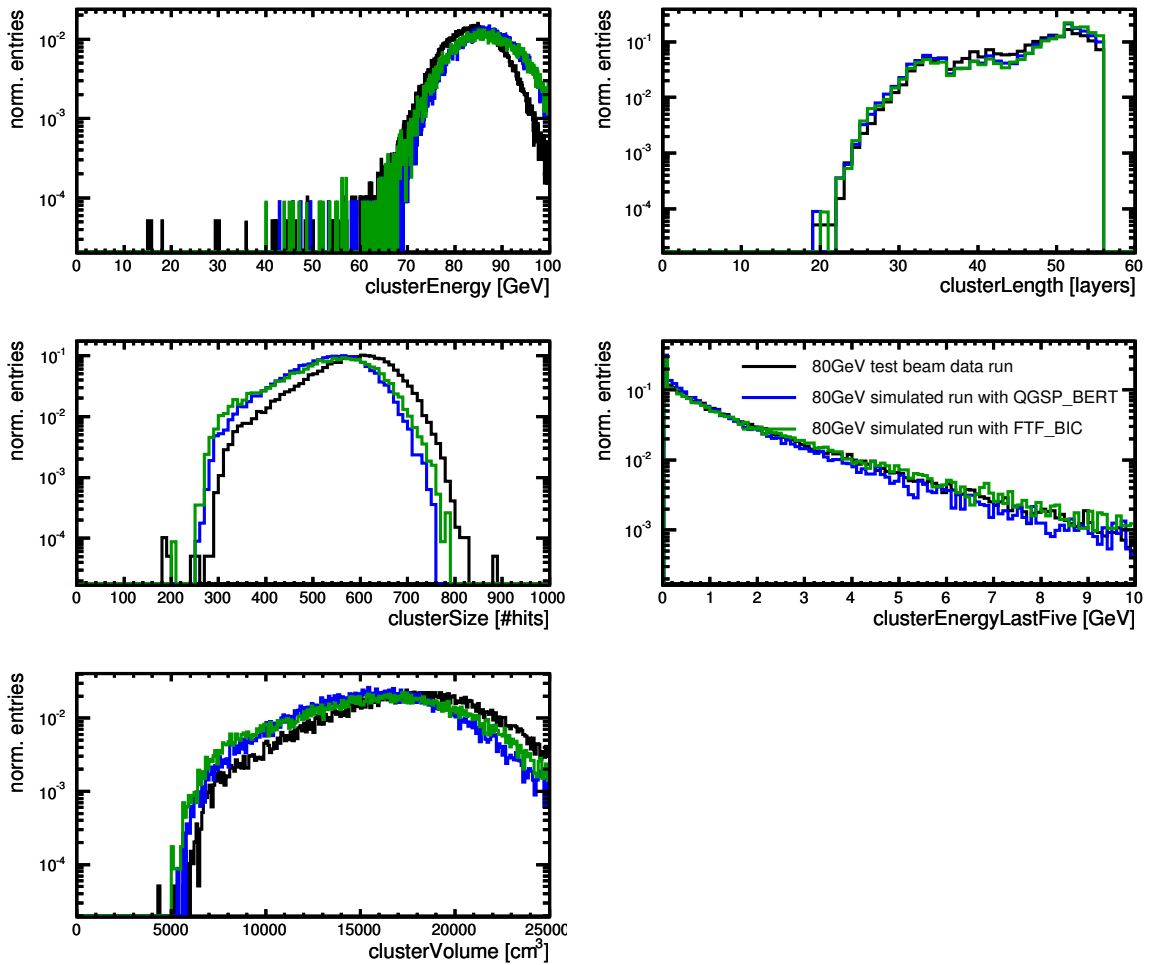 norm. entries
10⁻²
10⁻³
10⁻⁴
0 10 20 30 40 50 60 70 80 90 100
clusterEnergy [GeV]
norm. entries
10⁻¹
10⁻²
10⁻³
10⁻⁴
0 10 20 30 40 50 60
clusterLength [layers]
norm. entries
10⁻¹
10⁻²
10⁻³
10⁻⁴
0 100 200 300 400 500 600 700 800 900 1000
clusterSize [#hits]
norm. entries
10⁻¹
10⁻²
10⁻³
80GeV test beam data run
80GeV simulated run with QGSP_BERT
80GeV simulated run with FTF_BIC
0 1 2 3 4 5 6 7 8 9 10
clusterEnergyLastFive [GeV]
norm. entries
10⁻²
10⁻³
10⁻⁴
0 5000 10000 15000 20000 25000
clusterVolume [cm³]